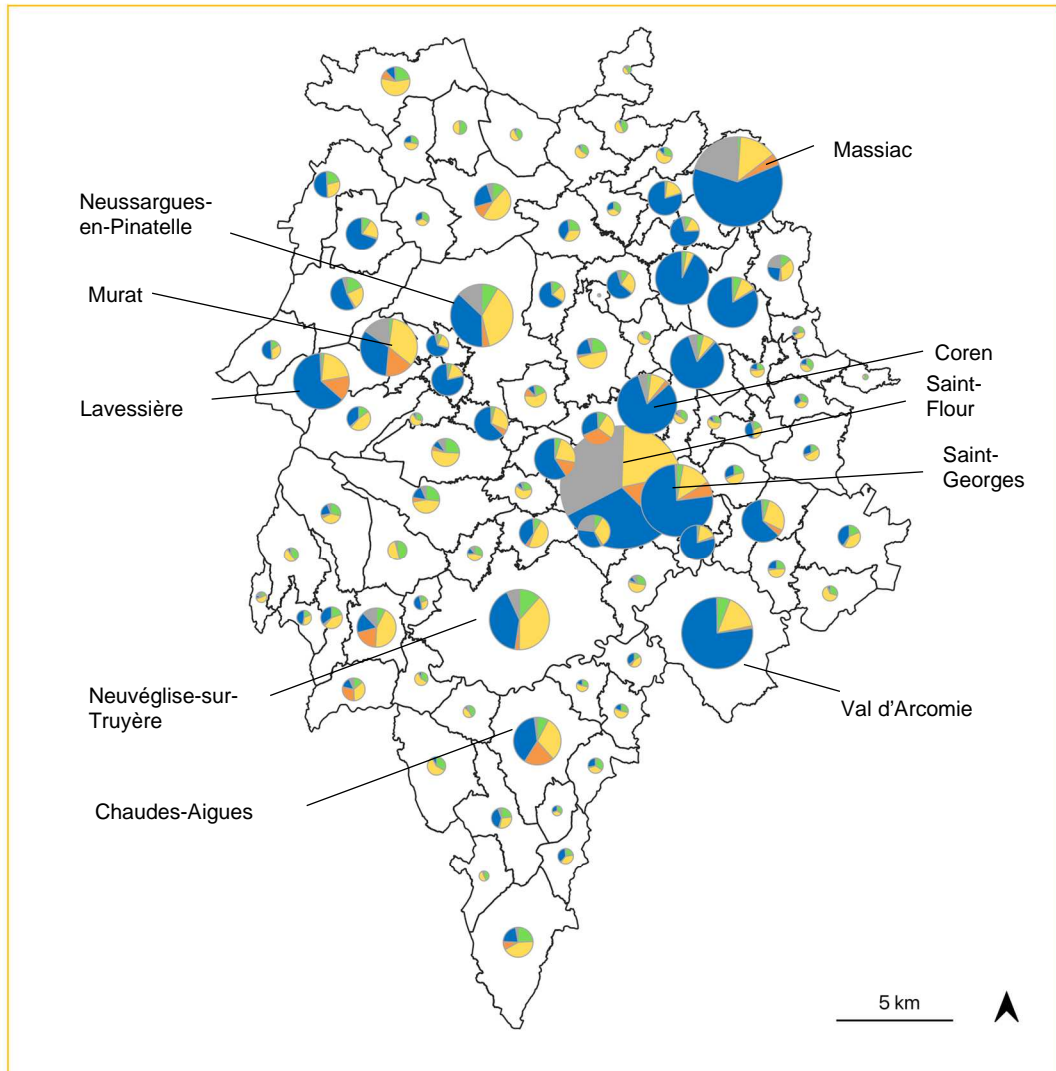 Massiac
Neussargues-
en-Pinatelle
Murat
Coren
Saint-
Flour
Lavessière
Saint-
Georges
Neuvéglise-sur-
Truyère
Val d'Arcomie
Chaudes-Aigues
5 km